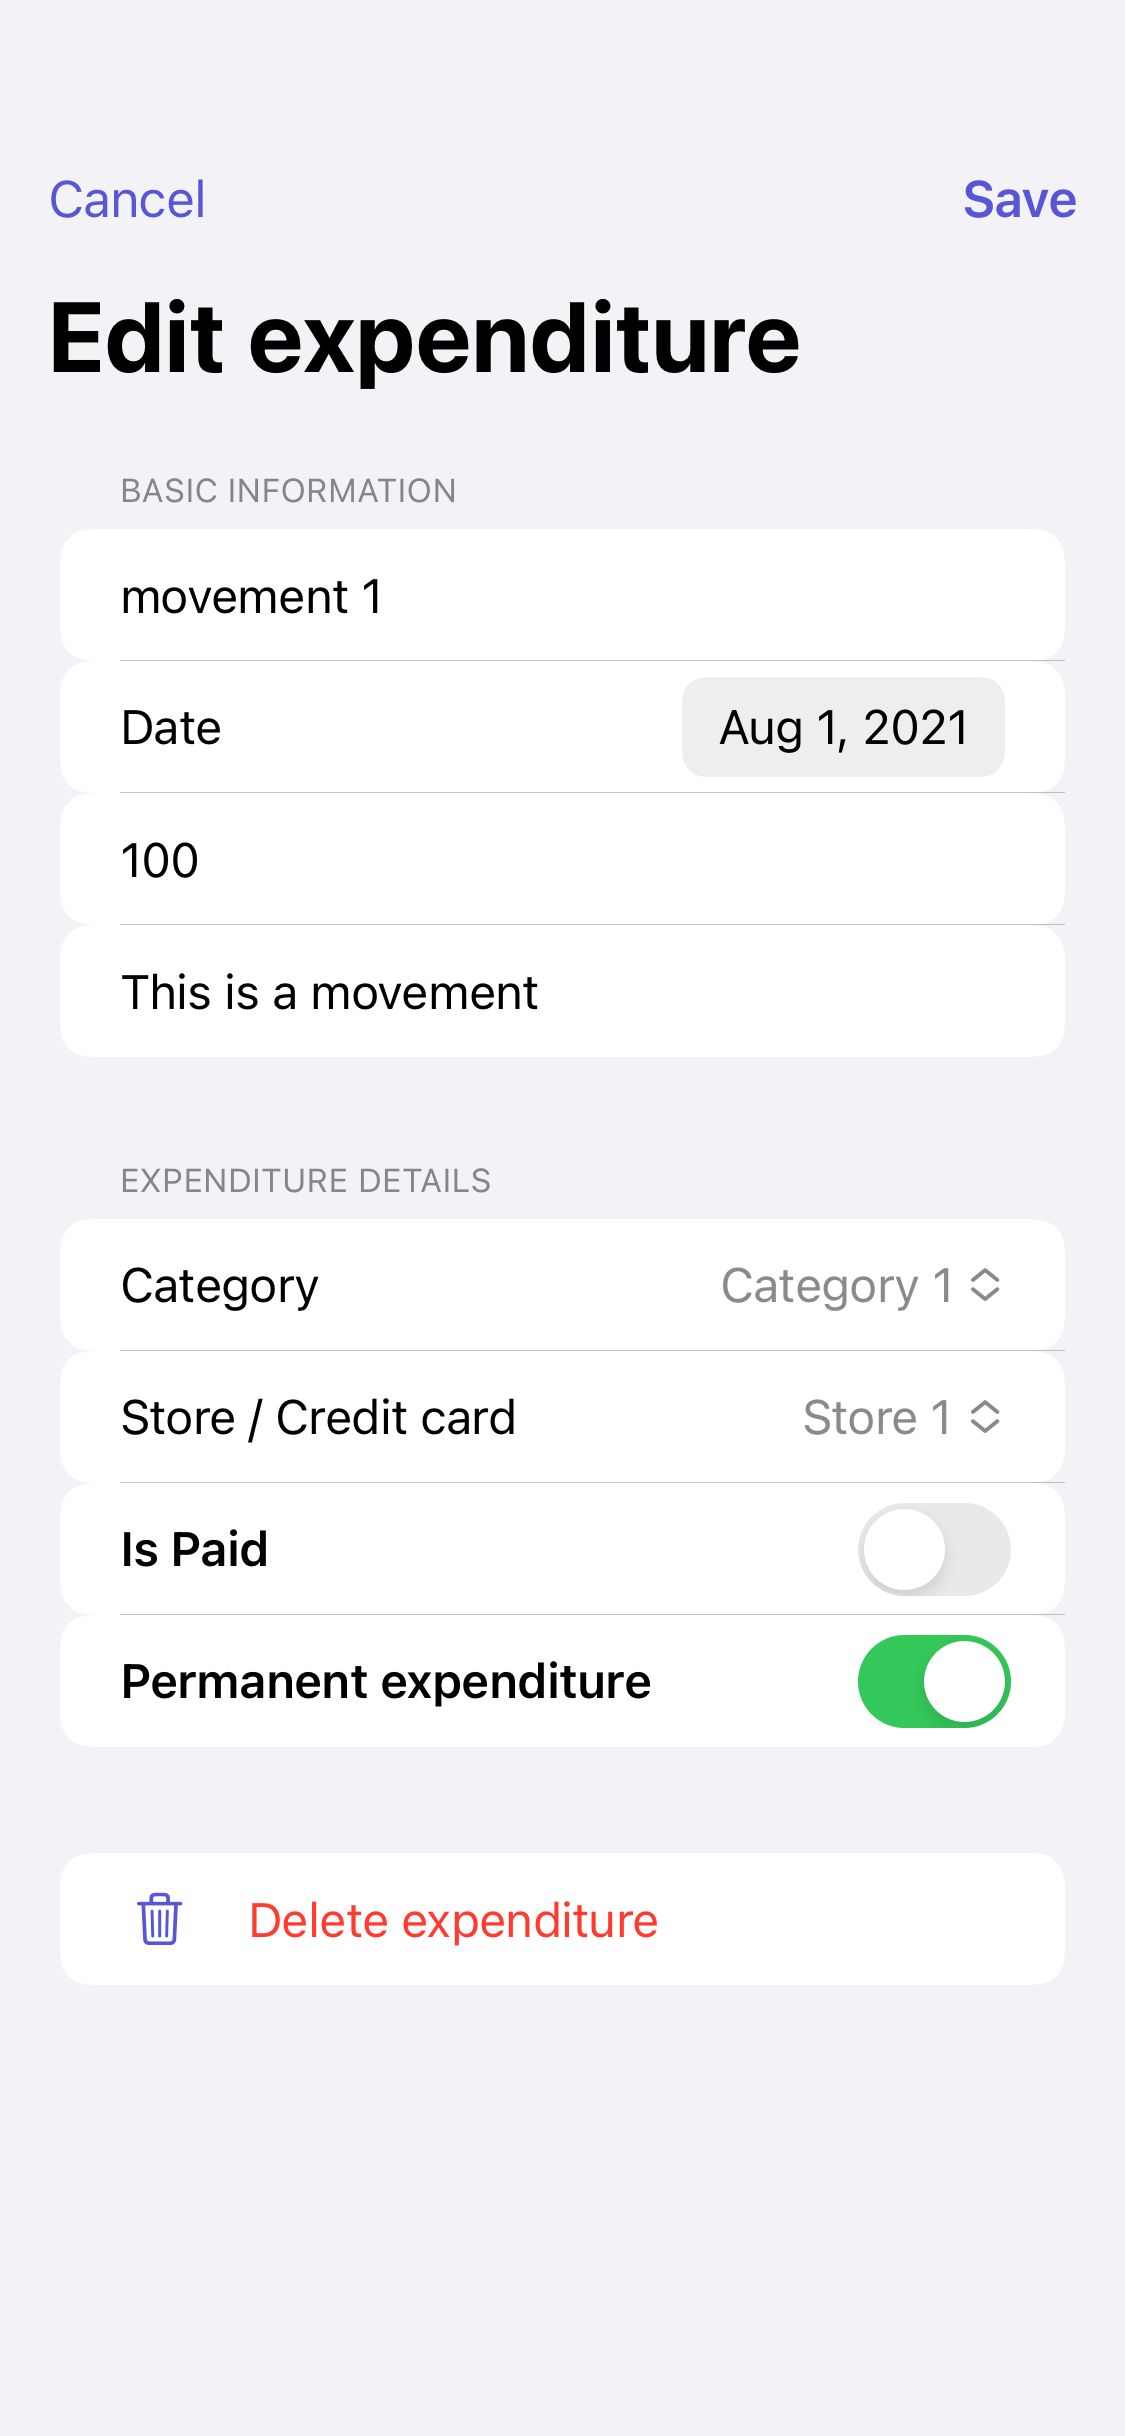 Cancel
Save
Edit expenditure
BASIC INFORMATION
movement 1
Date
Aug 1, 2021
100
This is a movement
EXPENDITURE DETAILS
Category
Category 1
Store / Credit card
Store 1
Is Paid
Permanent expenditure
Delete expenditure